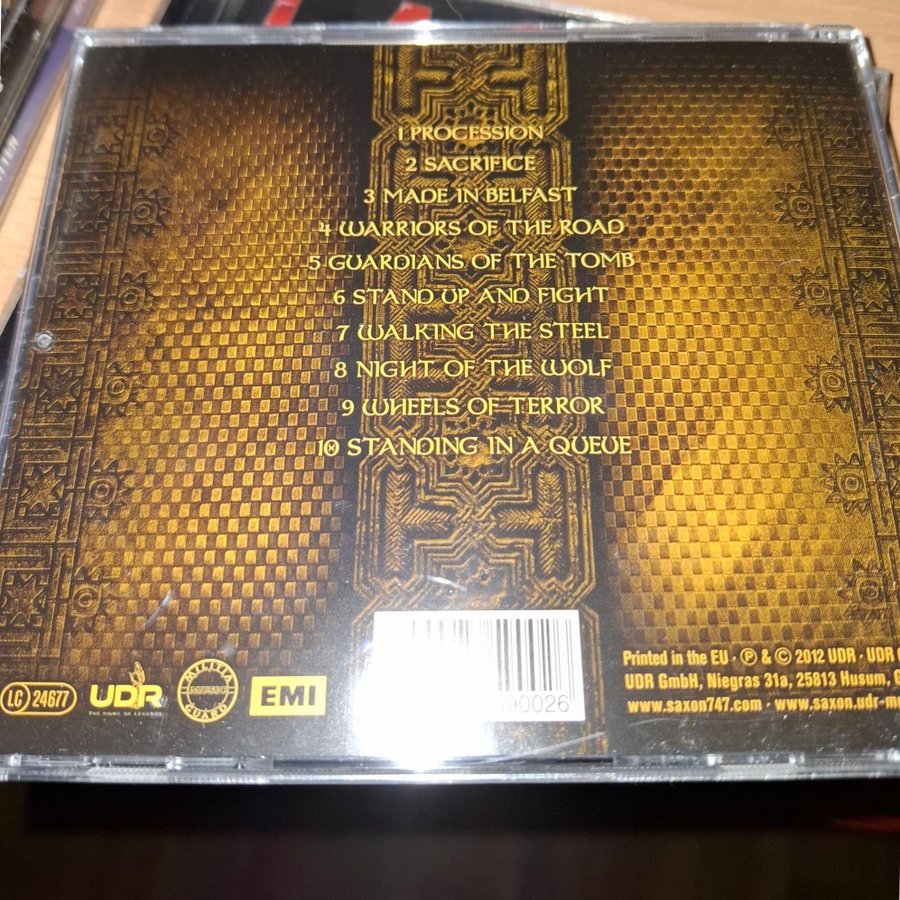 1 PROCESSION
2 SACRIFICE
3 MADE IN BELFAST
4 WARRIORS OF THE ROAD
5 GUARDIANS OF THE TOMB
6 STAND UP AND FIGHT
7 WALKING THE STEEL
8 NIGHT OF THE WOLF
9 WHEELS OF TERROR
10 STANDING IN A QUEUE
90026
Printed in the EU · ℗ & © 2012 UDR · UDR
UDR GmbH, Niegras 31a, 25813 Husum, G
www.saxon747.com · www.saxon.udr-m
LC 24677
UDR
THE HOME OF LEGENDS
MILITIA
MUSIC
GUARD
EMI